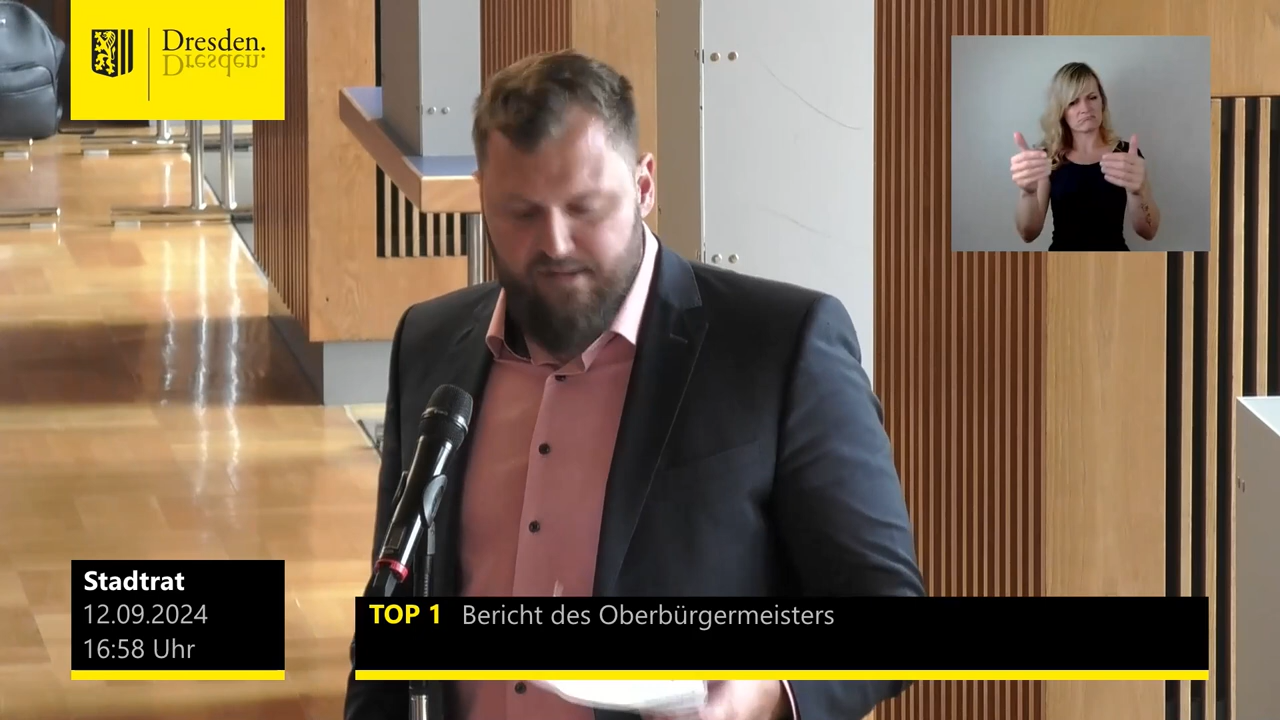 Dresden.
Dresden.
Stadtrat
12.09.2024
16:58 Uhr
TOP 1 Bericht des Oberbürgermeisters